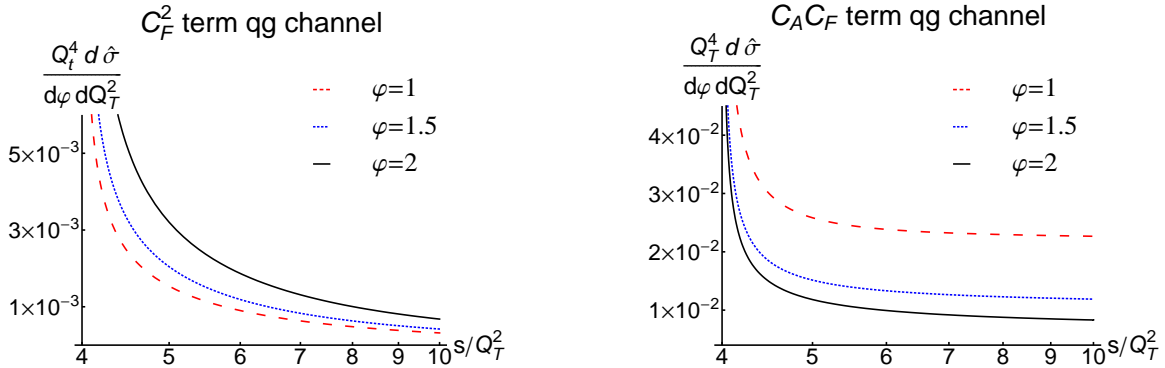 C_F^2 term qg channel
Q_t^4 d σ̂
dφ dQ_T^2
φ=1
φ=1.5
φ=2
5×10^-3
3×10^-3
1×10^-3
4 5 6 7 8 9 10 s/Q_T^2
C_A C_F term qg channel
Q_T^4 d σ̂
dφ dQ_T^2
φ=1
φ=1.5
φ=2
4×10^-2
3×10^-2
2×10^-2
1×10^-2
4 5 6 7 8 9 10 s/Q_T^2